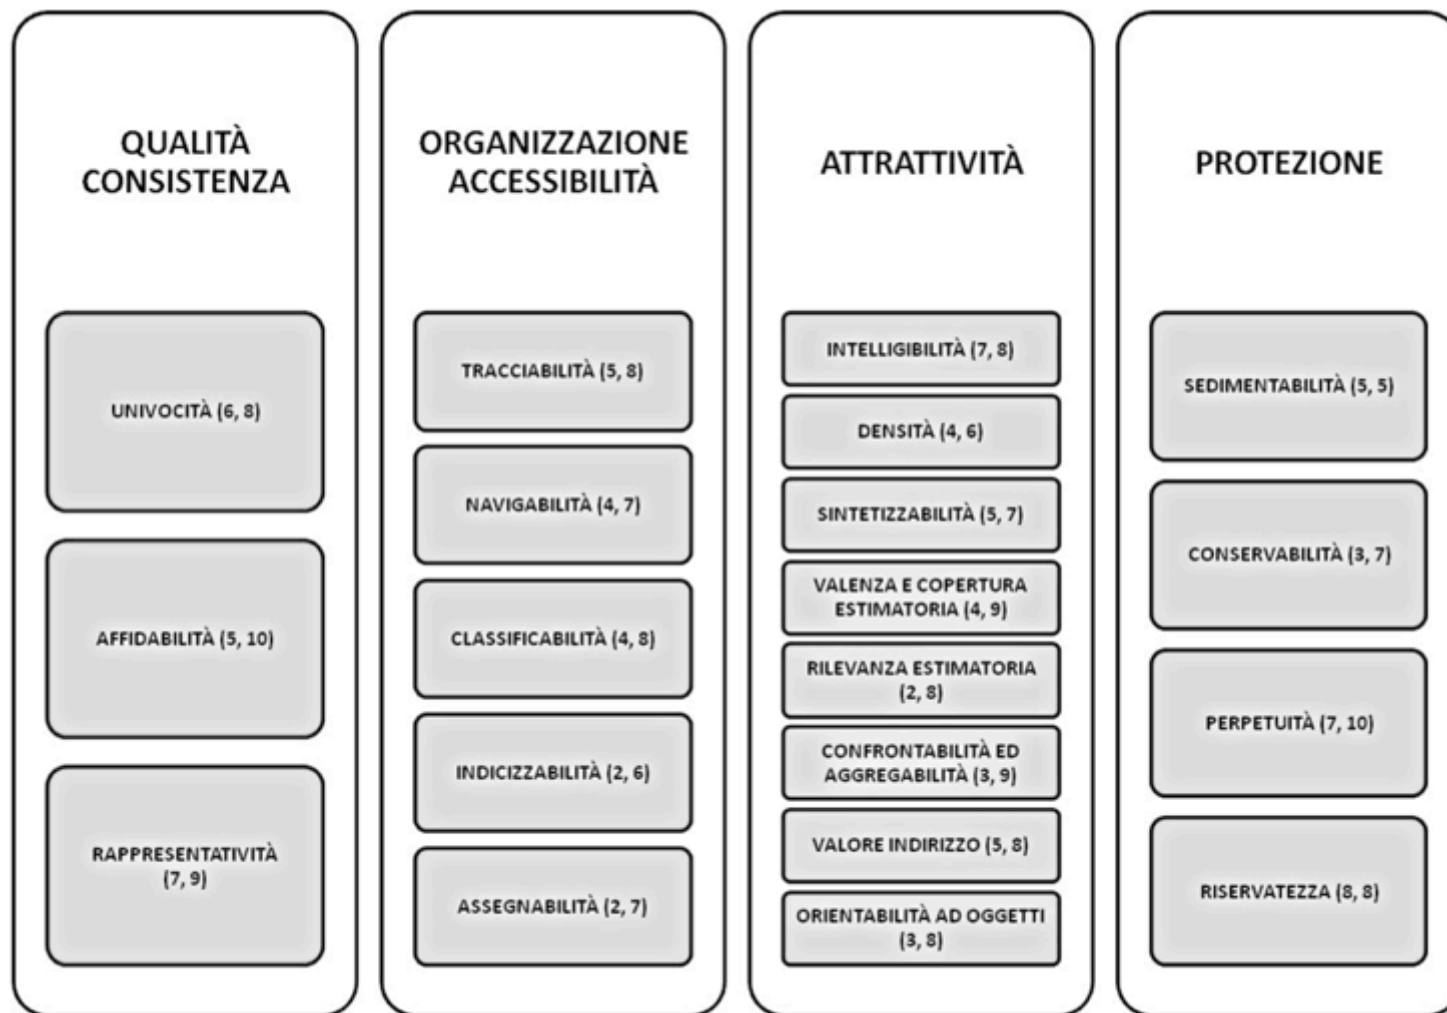 QUALITÀ
CONSISTENZA
UNIVOCITÀ (6, 8)
AFFIDABILITÀ (5, 10)
RAPPRESENTATIVITÀ
(7, 9)
ORGANIZZAZIONE
ACCESSIBILITÀ
TRACCIABILITÀ (5, 8)
NAVIGABILITÀ (4, 7)
CLASSIFICABILITÀ (4, 8)
INDICIZZABILITÀ (2, 6)
ASSEGNABILITÀ (2, 7)
ATTRATTIVITÀ
INTELLIGIBILITÀ (7, 8)
DENSITÀ (4, 6)
SINTETIZZABILITÀ (5, 7)
VALENZA E COPERTURA
ESTIMATORIA (4, 9)
RILEVANZA ESTIMATORIA
(2, 8)
CONFRONTABILITÀ ED
AGGREGABILITÀ (3, 9)
VALORE INDIRIZZO (5, 8)
ORIENTABILITÀ AD OGGETTI
(3, 8)
PROTEZIONE
SEDIMENTABILITÀ (5, 5)
CONSERVABILITÀ (3, 7)
PERPETUITÀ (7, 10)
RISERVATEZZA (8, 8)